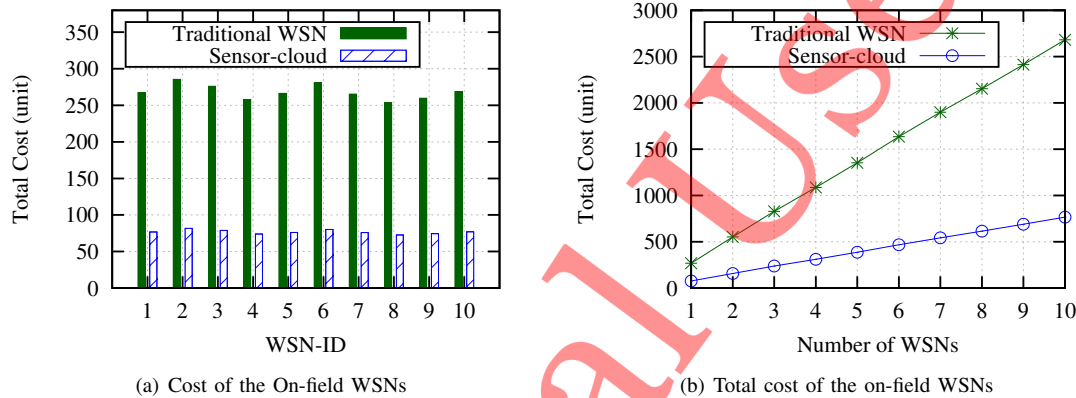 350
300
250
200
150
100
50
0
Traditional WSN
Sensor-cloud
Total Cost (unit)
1 2 3 4 5 6 7 8 9 10
WSN-ID
(a) Cost of the On-field WSNs
3000
2500
2000
1500
1000
500
0
Traditional WSN
Sensor-cloud
Total Cost (unit)
1 2 3 4 5 6 7 8 9 10
Number of WSNs
(b) Total cost of the on-field WSNs
al Use